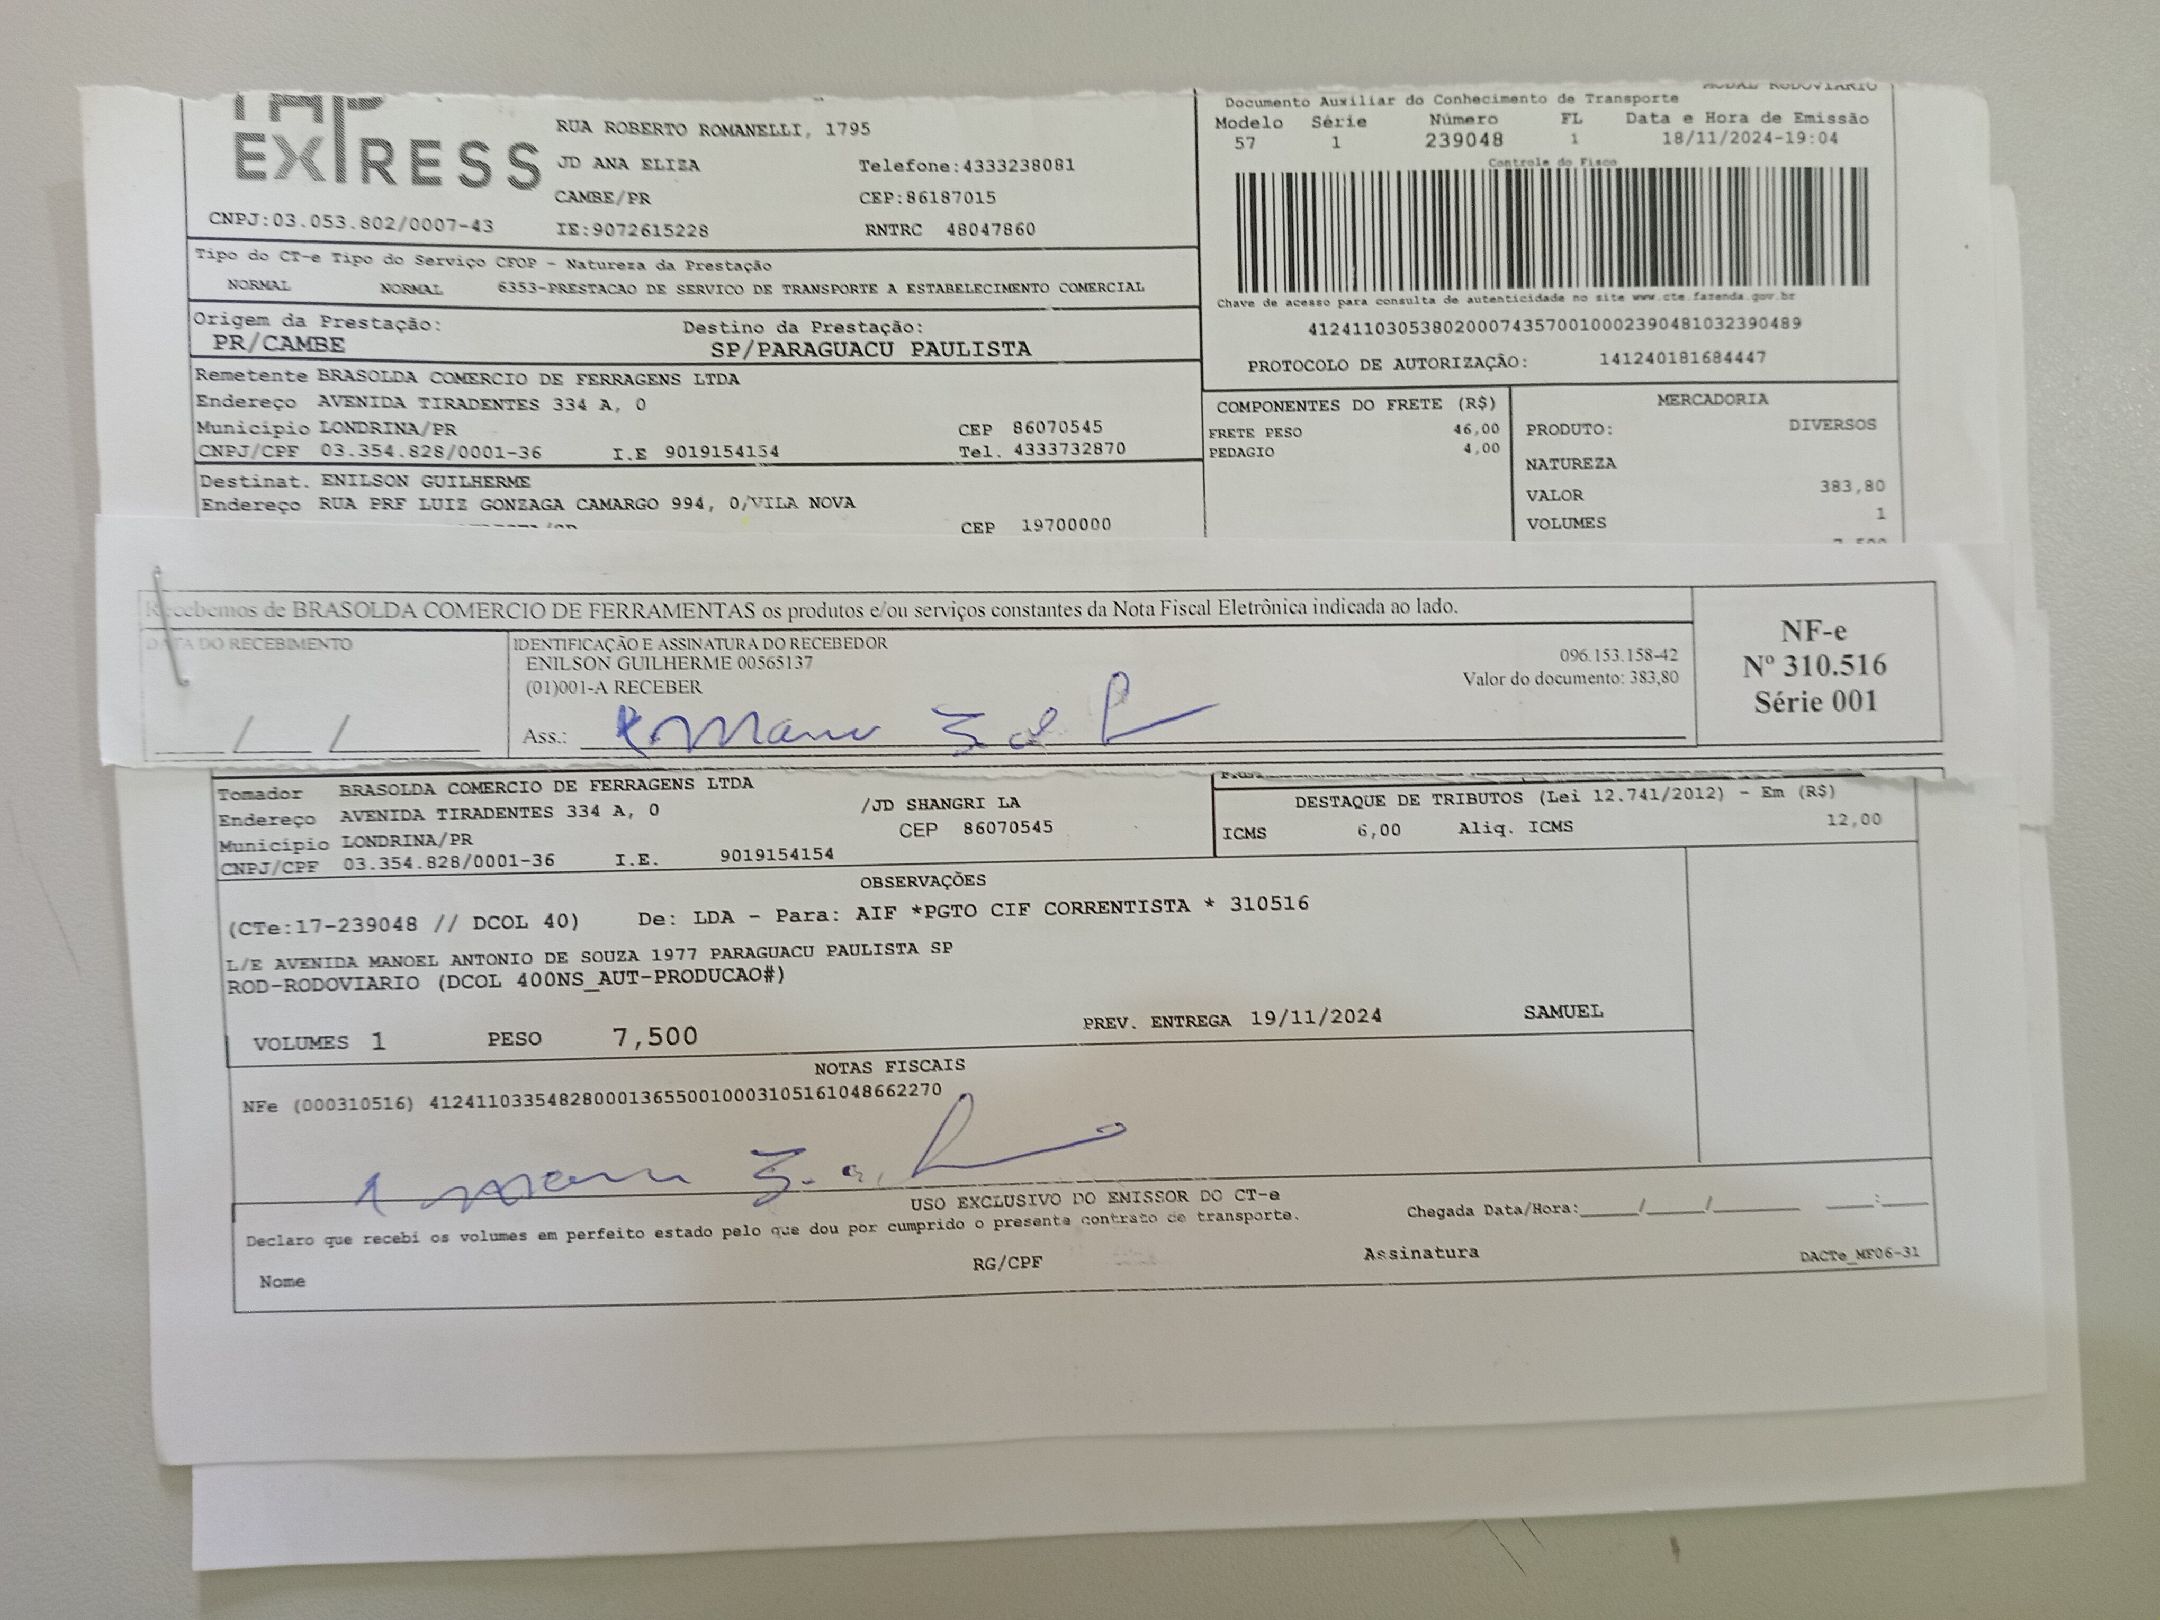 EXPRESS
RUA ROBERTO ROMANELLI, 1795
JD ANA ELIZA Telefone:4333238081
CAMBE/PR CEP:86187015
CNPJ:03.053.802/0007-43 IE:9072615228 RNTRC 48047860
MODAL RODOVIARIO
Documento Auxiliar do Conhecimento de Transporte
Modelo Série Número FL Data e Hora de Emissão
57 1 239048 1 18/11/2024-19:04
Controle do Fisco
Chave de acesso para consulta de autenticidade no site www.cte.fazenda.gov.br
41241103053802000743570010002390481032390489
PROTOCOLO DE AUTORIZAÇÃO: 141240181684447
Tipo do CT-e Tipo do Serviço CFOP - Natureza da Prestação
NORMAL NORMAL 6353-PRESTACAO DE SERVICO DE TRANSPORTE A ESTABELECIMENTO COMERCIAL
Origem da Prestação: Destino da Prestação:
PR/CAMBE SP/PARAGUACU PAULISTA
Remetente BRASOLDA COMERCIO DE FERRAGENS LTDA
Endereço AVENIDA TIRADENTES 334 A, 0
Município LONDRINA/PR CEP 86070545
CNPJ/CPF 03.354.828/0001-36 I.E 9019154154 Tel. 4333732870
Destinat. ENILSON GUILHERME
Endereço RUA PRF LUIZ GONZAGA CAMARGO 994, 0/VILA NOVA
CEP 19700000
COMPONENTES DO FRETE (R$)
FRETE PESO 46,00
PEDAGIO 4,00
MERCADORIA
PRODUTO: DIVERSOS
NATUREZA
VALOR 383,80
VOLUMES 1
7,500
Recebemos de BRASOLDA COMERCIO DE FERRAMENTAS os produtos e/ou serviços constantes da Nota Fiscal Eletrônica indicada ao lado.
DATA DO RECEBIMENTO
IDENTIFICAÇÃO E ASSINATURA DO RECEBEDOR
ENILSON GUILHERME 00565137 096.153.158-42
(01)001-A RECEBER Valor do documento: 383,80
Ass.:
NF-e
Nº 310.516
Série 001
Tomador BRASOLDA COMERCIO DE FERRAGENS LTDA
Endereço AVENIDA TIRADENTES 334 A, 0 /JD SHANGRI LA
Município LONDRINA/PR CEP 86070545
CNPJ/CPF 03.354.828/0001-36 I.E. 9019154154
DESTAQUE DE TRIBUTOS (Lei 12.741/2012) - Em (R$)
ICMS 6,00 Aliq. ICMS 12,00
OBSERVAÇÕES
(CTe:17-239048 // DCOL 40) De: LDA - Para: AIF *PGTO CIF CORRENTISTA * 310516
L/E AVENIDA MANOEL ANTONIO DE SOUZA 1977 PARAGUACU PAULISTA SP
ROD-RODOVIARIO (DCOL 400NS_AUT-PRODUCAO#)
VOLUMES 1 PESO 7,500 PREV. ENTREGA 19/11/2024 SAMUEL
NOTAS FISCAIS
NFe (000310516) 41241103354828000136550010003105161048662270
USO EXCLUSIVO DO EMISSOR DO CT-e
Declaro que recebi os volumes em perfeito estado pelo que dou por cumprido o presente contrato de transporte.
Chegada Data/Hora:_____/_____/________ ____:____
Nome RG/CPF Assinatura DACTe_MF06-31